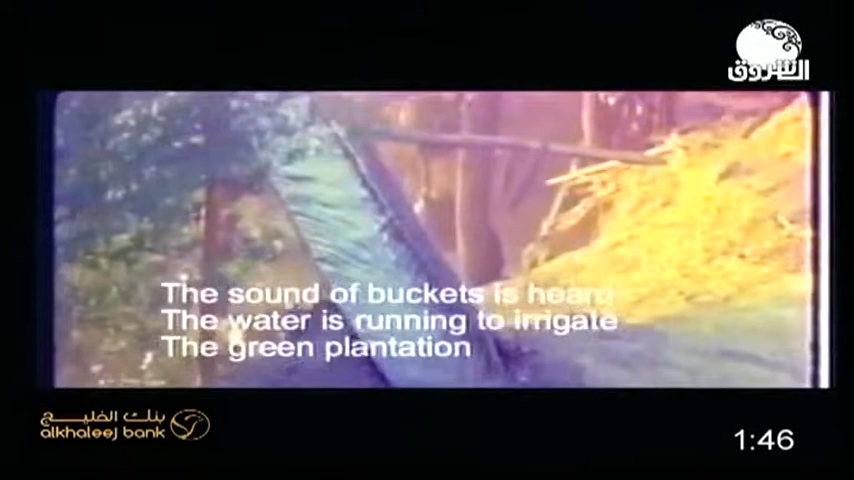 الشروق
The sound of buckets is heard
The water is running to irrigate
The green plantation
بنك الخليج
alkhaleej bank
1:46